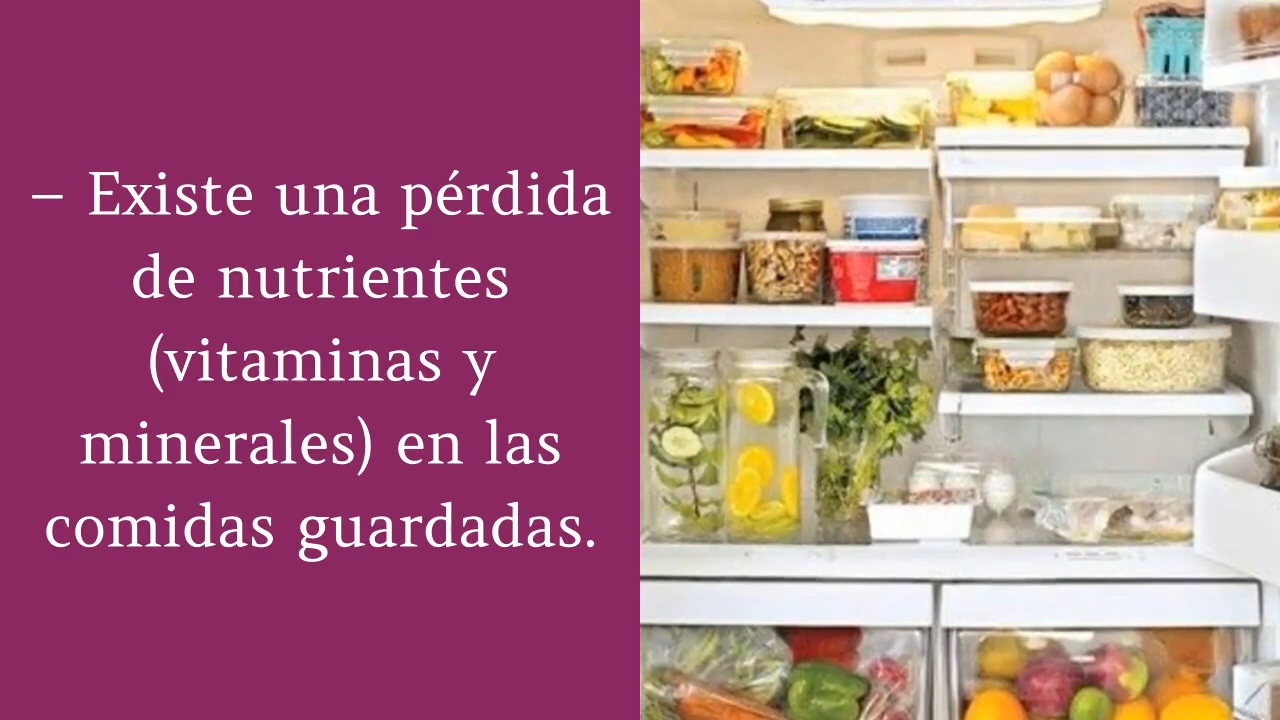 – Existe una pérdida
de nutrientes
(vitaminas y
minerales) en las
comidas guardadas.